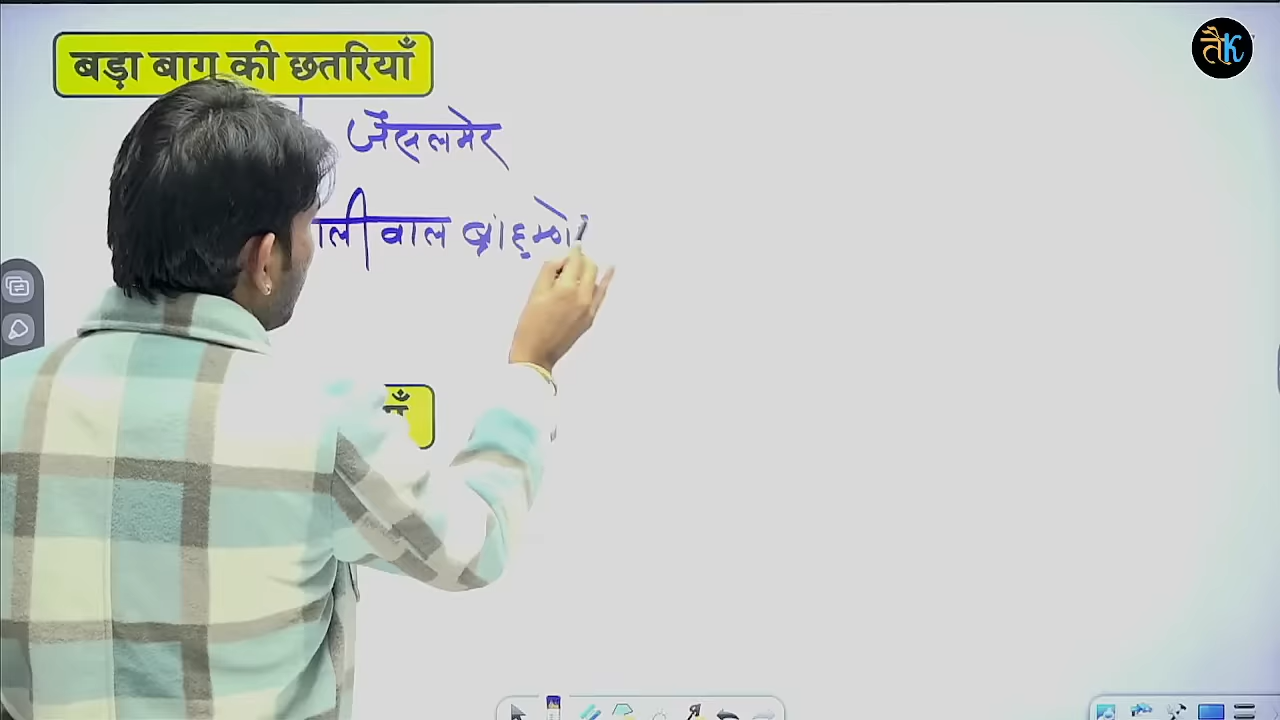 बड़ा बाग की छतरियाँ
तैK
जैसलमेर
लीवाल ब्राह्मणों